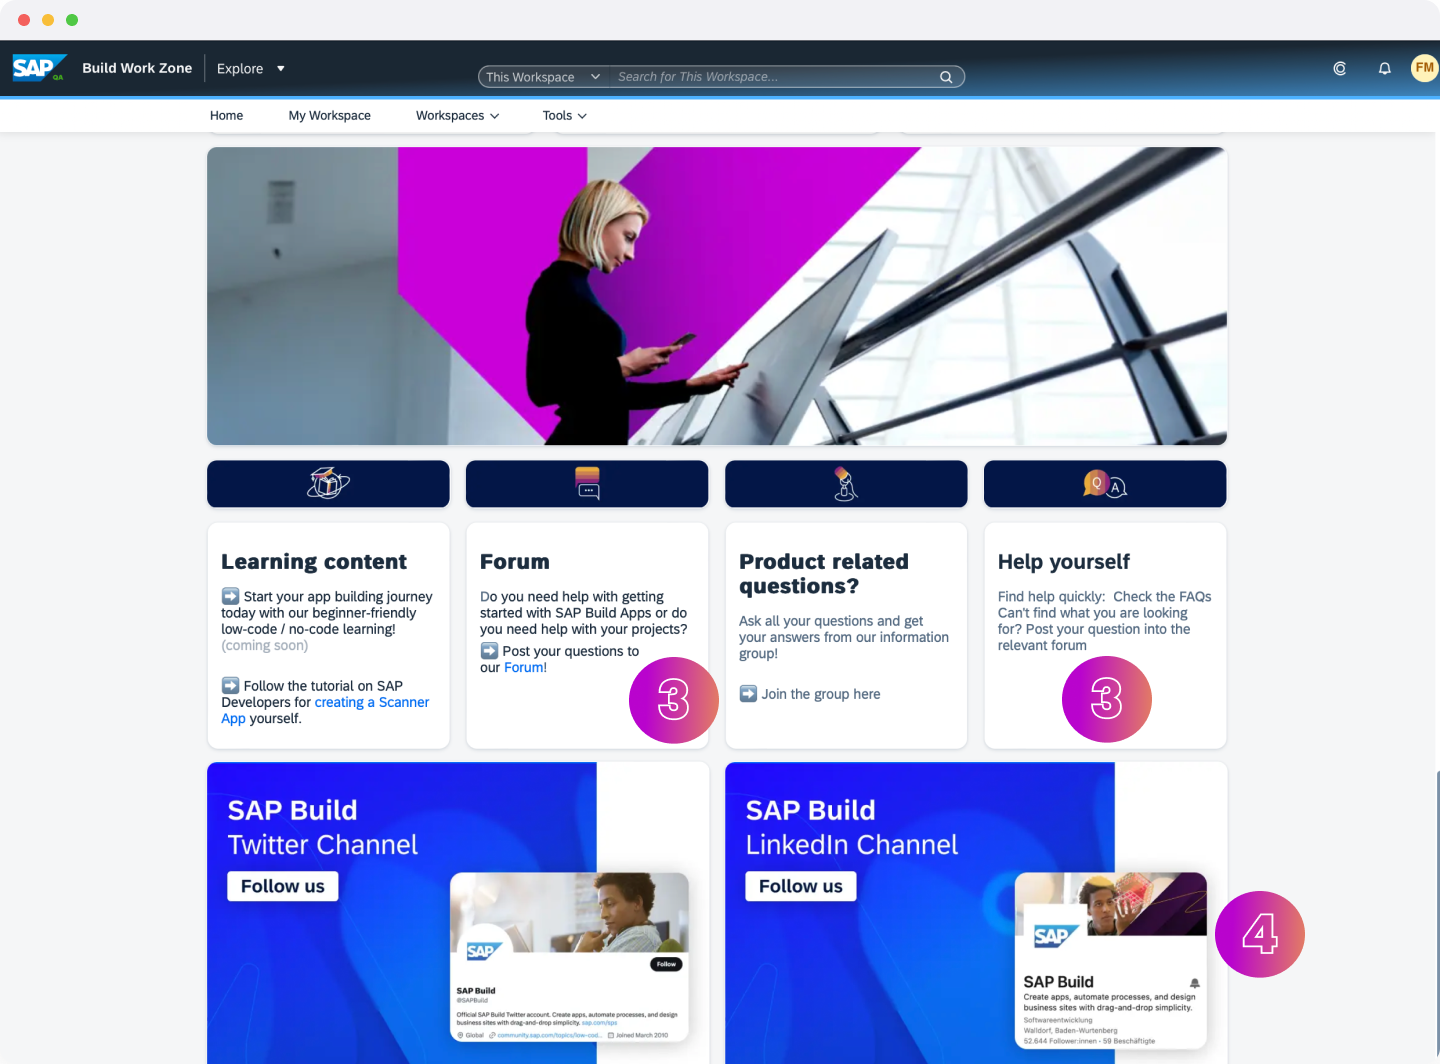 SAP QA
Build Work Zone
Explore
This Workspace
Search for This Workspace...
FM
Home
My Workspace
Workspaces
Tools
Q A
Learning content
➡️ Start your app building journey
today with our beginner-friendly
low-code / no-code learning!
(coming soon)
➡️ Follow the tutorial on SAP
Developers for creating a Scanner
App yourself.
Forum
Do you need help with getting
started with SAP Build Apps or do
you need help with your projects?
➡️ Post your questions to
our Forum!
3
Product related
questions?
Ask all your questions and get
your answers from our information
group!
➡️ Join the group here
Help yourself
Find help quickly:  Check the FAQs
Can't find what you are looking
for? Post your question into the
relevant forum
3
SAP Build
Twitter Channel
Follow us
SAP
Follow
SAP Build
@SAPBuild
Official SAP Build Twitter account. Create apps, automate processes, and design
business sites with drag-and-drop simplicity. sap.com/sps
Global community.sap.com/topics/low-cod... Joined March 2010
SAP Build
LinkedIn Channel
Follow us
SAP
SAP Build
Create apps, automate processes, and design
business sites with drag-and-drop simplicity.
Softwareentwicklung
Walldorf, Baden-Wurtenberg
52.644 Follower:innen - 59 Beschäftigte
4